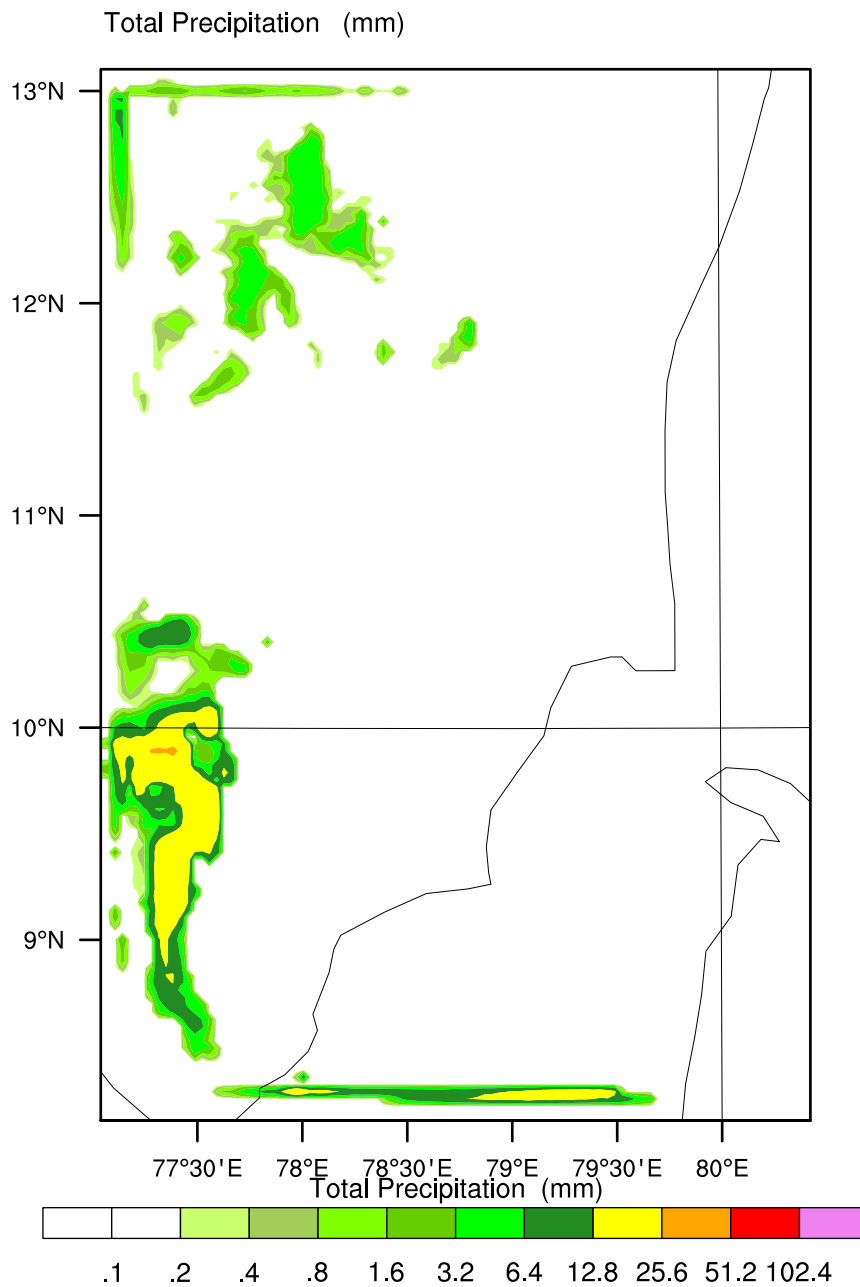 Total Precipitation (mm)
13°N
12°N
11°N
10°N
9°N
77°30'E 78°E 78°30'E 79°E 79°30'E 80°E
Total Precipitation (mm)
.1 .2 .4 .8 1.6 3.2 6.4 12.8 25.6 51.2 102.4